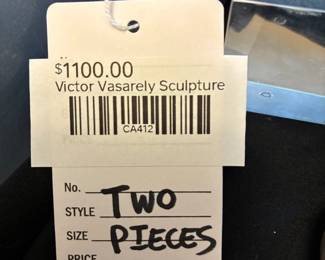 $1100.00
Victor Vasarely Sculpture
CA412
No.
STYLE TWO
SIZE PIECES
PRICE